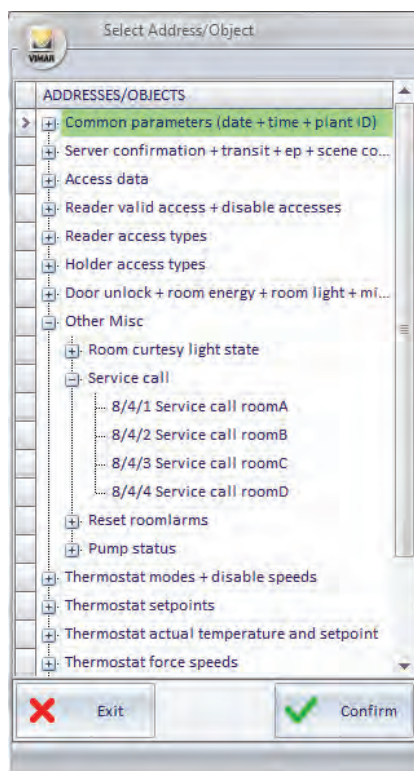 Select Address/Object
VIMAR
ADDRESSES/OBJECTS
Common parameters (date + time + plant ID)
Server confirmation + transit + ep + scene co...
Access data
Reader valid access + disable accesses
Reader access types
Holder access types
Door unlock + room energy + room light + mi...
Other Misc
Room curtesy light state
Service call
8/4/1 Service call roomA
8/4/2 Service call roomB
8/4/3 Service call roomC
8/4/4 Service call roomD
Reset roomlarms
Pump status
Thermostat modes + disable speeds
Thermostat setpoints
Thermostat actual temperature and setpoint
Thermostat force speeds
Exit
Confirm